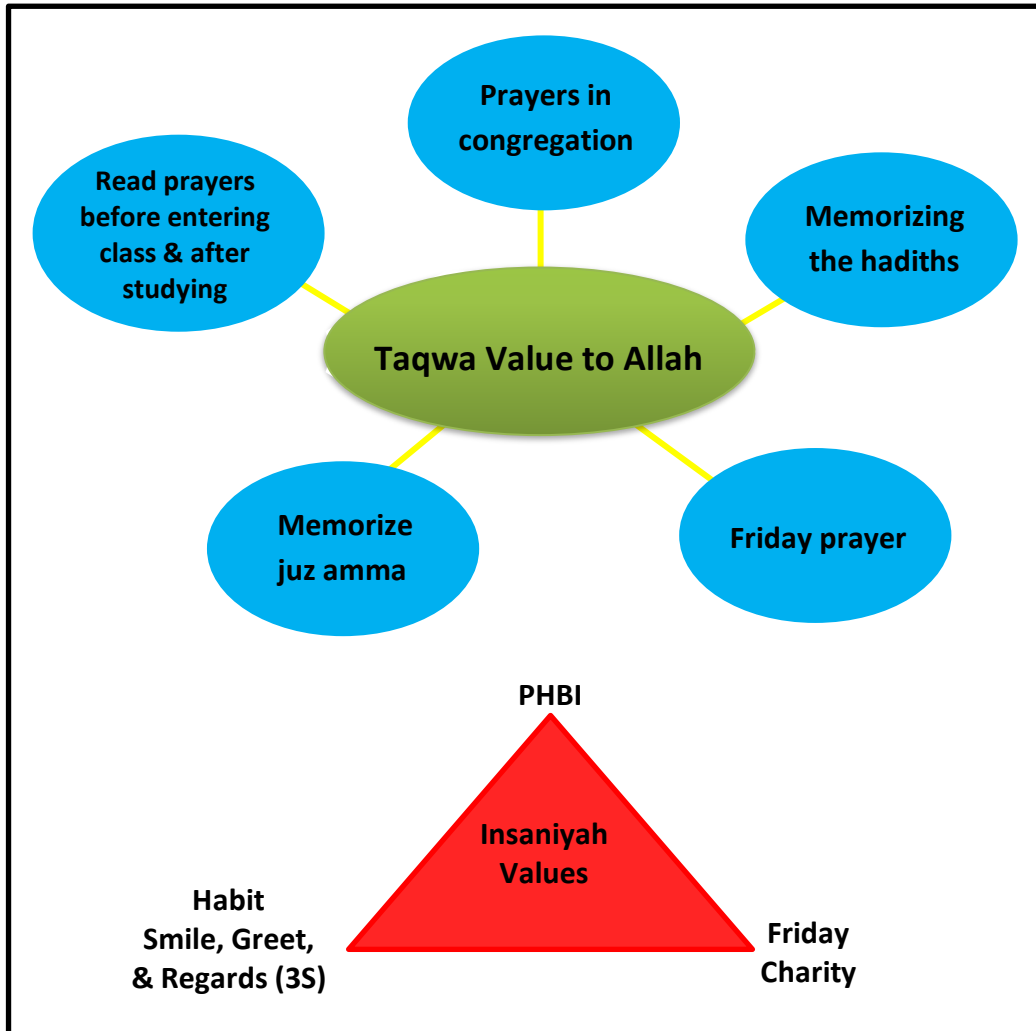 Prayers in
congregation
Read prayers
before entering
class & after
studying
Memorizing
the hadiths
Taqwa Value to Allah
Memorize
juz amma
Friday prayer
PHBI
Insaniyah
Values
Habit
Smile, Greet,
& Regards (3S)
Friday
Charity